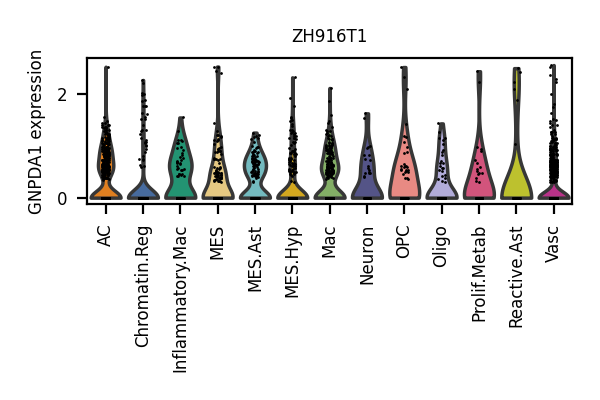 ZH916T1
GNPDA1 expression
2
0
AC
Chromatin.Reg
Inflammatory.Mac
MES
MES.Ast
MES.Hyp
Mac
Neuron
OPC
Oligo
Prolif.Metab
Reactive.Ast
Vasc